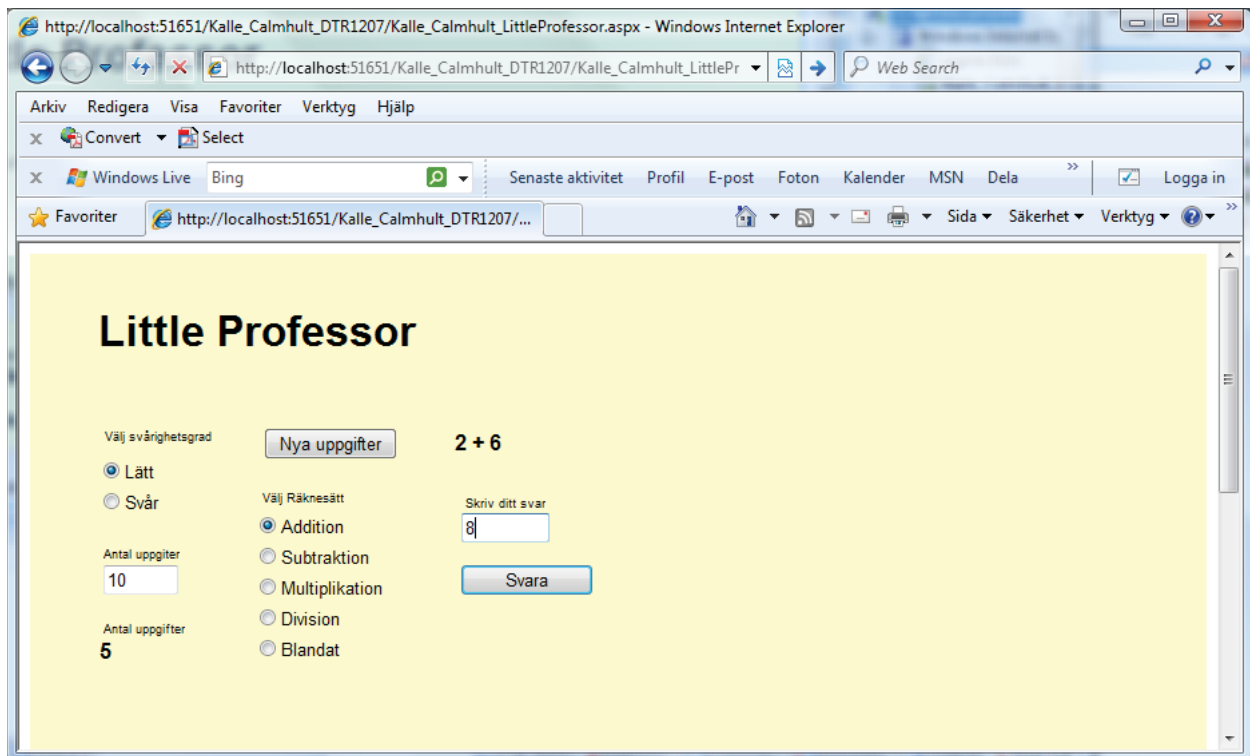 http://localhost:51651/Kalle_Calmhult_DTR1207/Kalle_Calmhult_LittleProfessor.aspx - Windows Internet Explorer
http://localhost:51651/Kalle_Calmhult_DTR1207/Kalle_Calmhult_LittlePr
Web Search
Arkiv Redigera Visa Favoriter Verktyg Hjälp
x Convert Select
x Windows Live Bing Senaste aktivitet Profil E-post Foton Kalender MSN Dela » Logga in
Favoriter http://localhost:51651/Kalle_Calmhult_DTR1207/... Sida Säkerhet Verktyg »
Little Professor
Välj svårighetsgrad
Lätt
Svår
Antal uppgiter
10
Antal uppgifter
5
Nya uppgifter
Välj Räknesätt
Addition
Subtraktion
Multiplikation
Division
Blandat
2 + 6
Skriv ditt svar
8
Svara